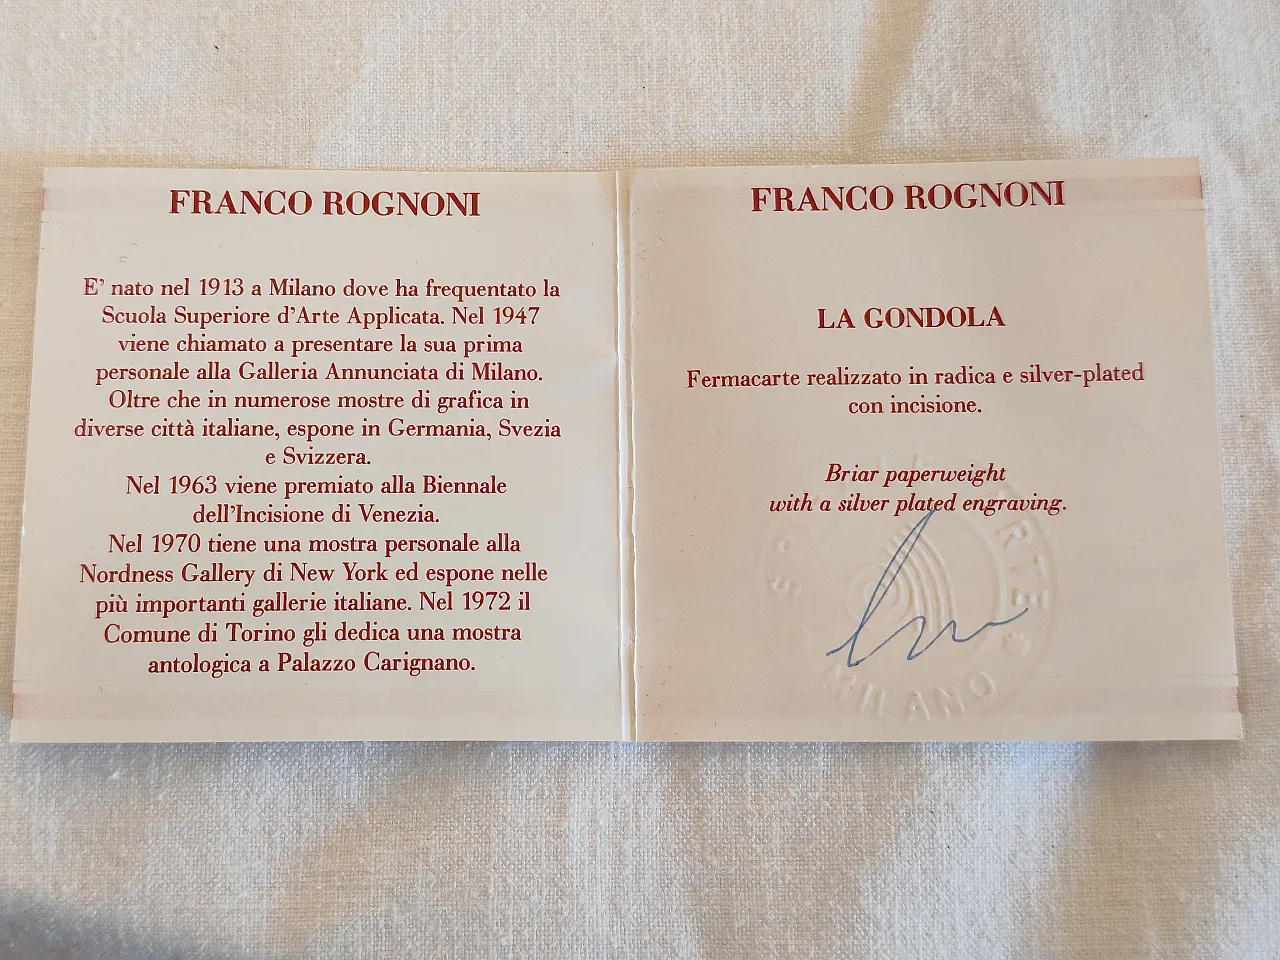 FRANCO ROGNONI
E' nato nel 1913 a Milano dove ha frequentato la
Scuola Superiore d'Arte Applicata. Nel 1947
viene chiamato a presentare la sua prima
personale alla Galleria Annunciata di Milano.
Oltre che in numerose mostre di grafica in
diverse città italiane, espone in Germania, Svezia
e Svizzera.
Nel 1963 viene premiato alla Biennale
dell'Incisione di Venezia.
Nel 1970 tiene una mostra personale alla
Nordness Gallery di New York ed espone nelle
più importanti gallerie italiane. Nel 1972 il
Comune di Torino gli dedica una mostra
antologica a Palazzo Carignano.
FRANCO ROGNONI
LA GONDOLA
Fermacarte realizzato in radica e silver-plated
con incisione.
Briar paperweight
with a silver plated engraving.
MILANO